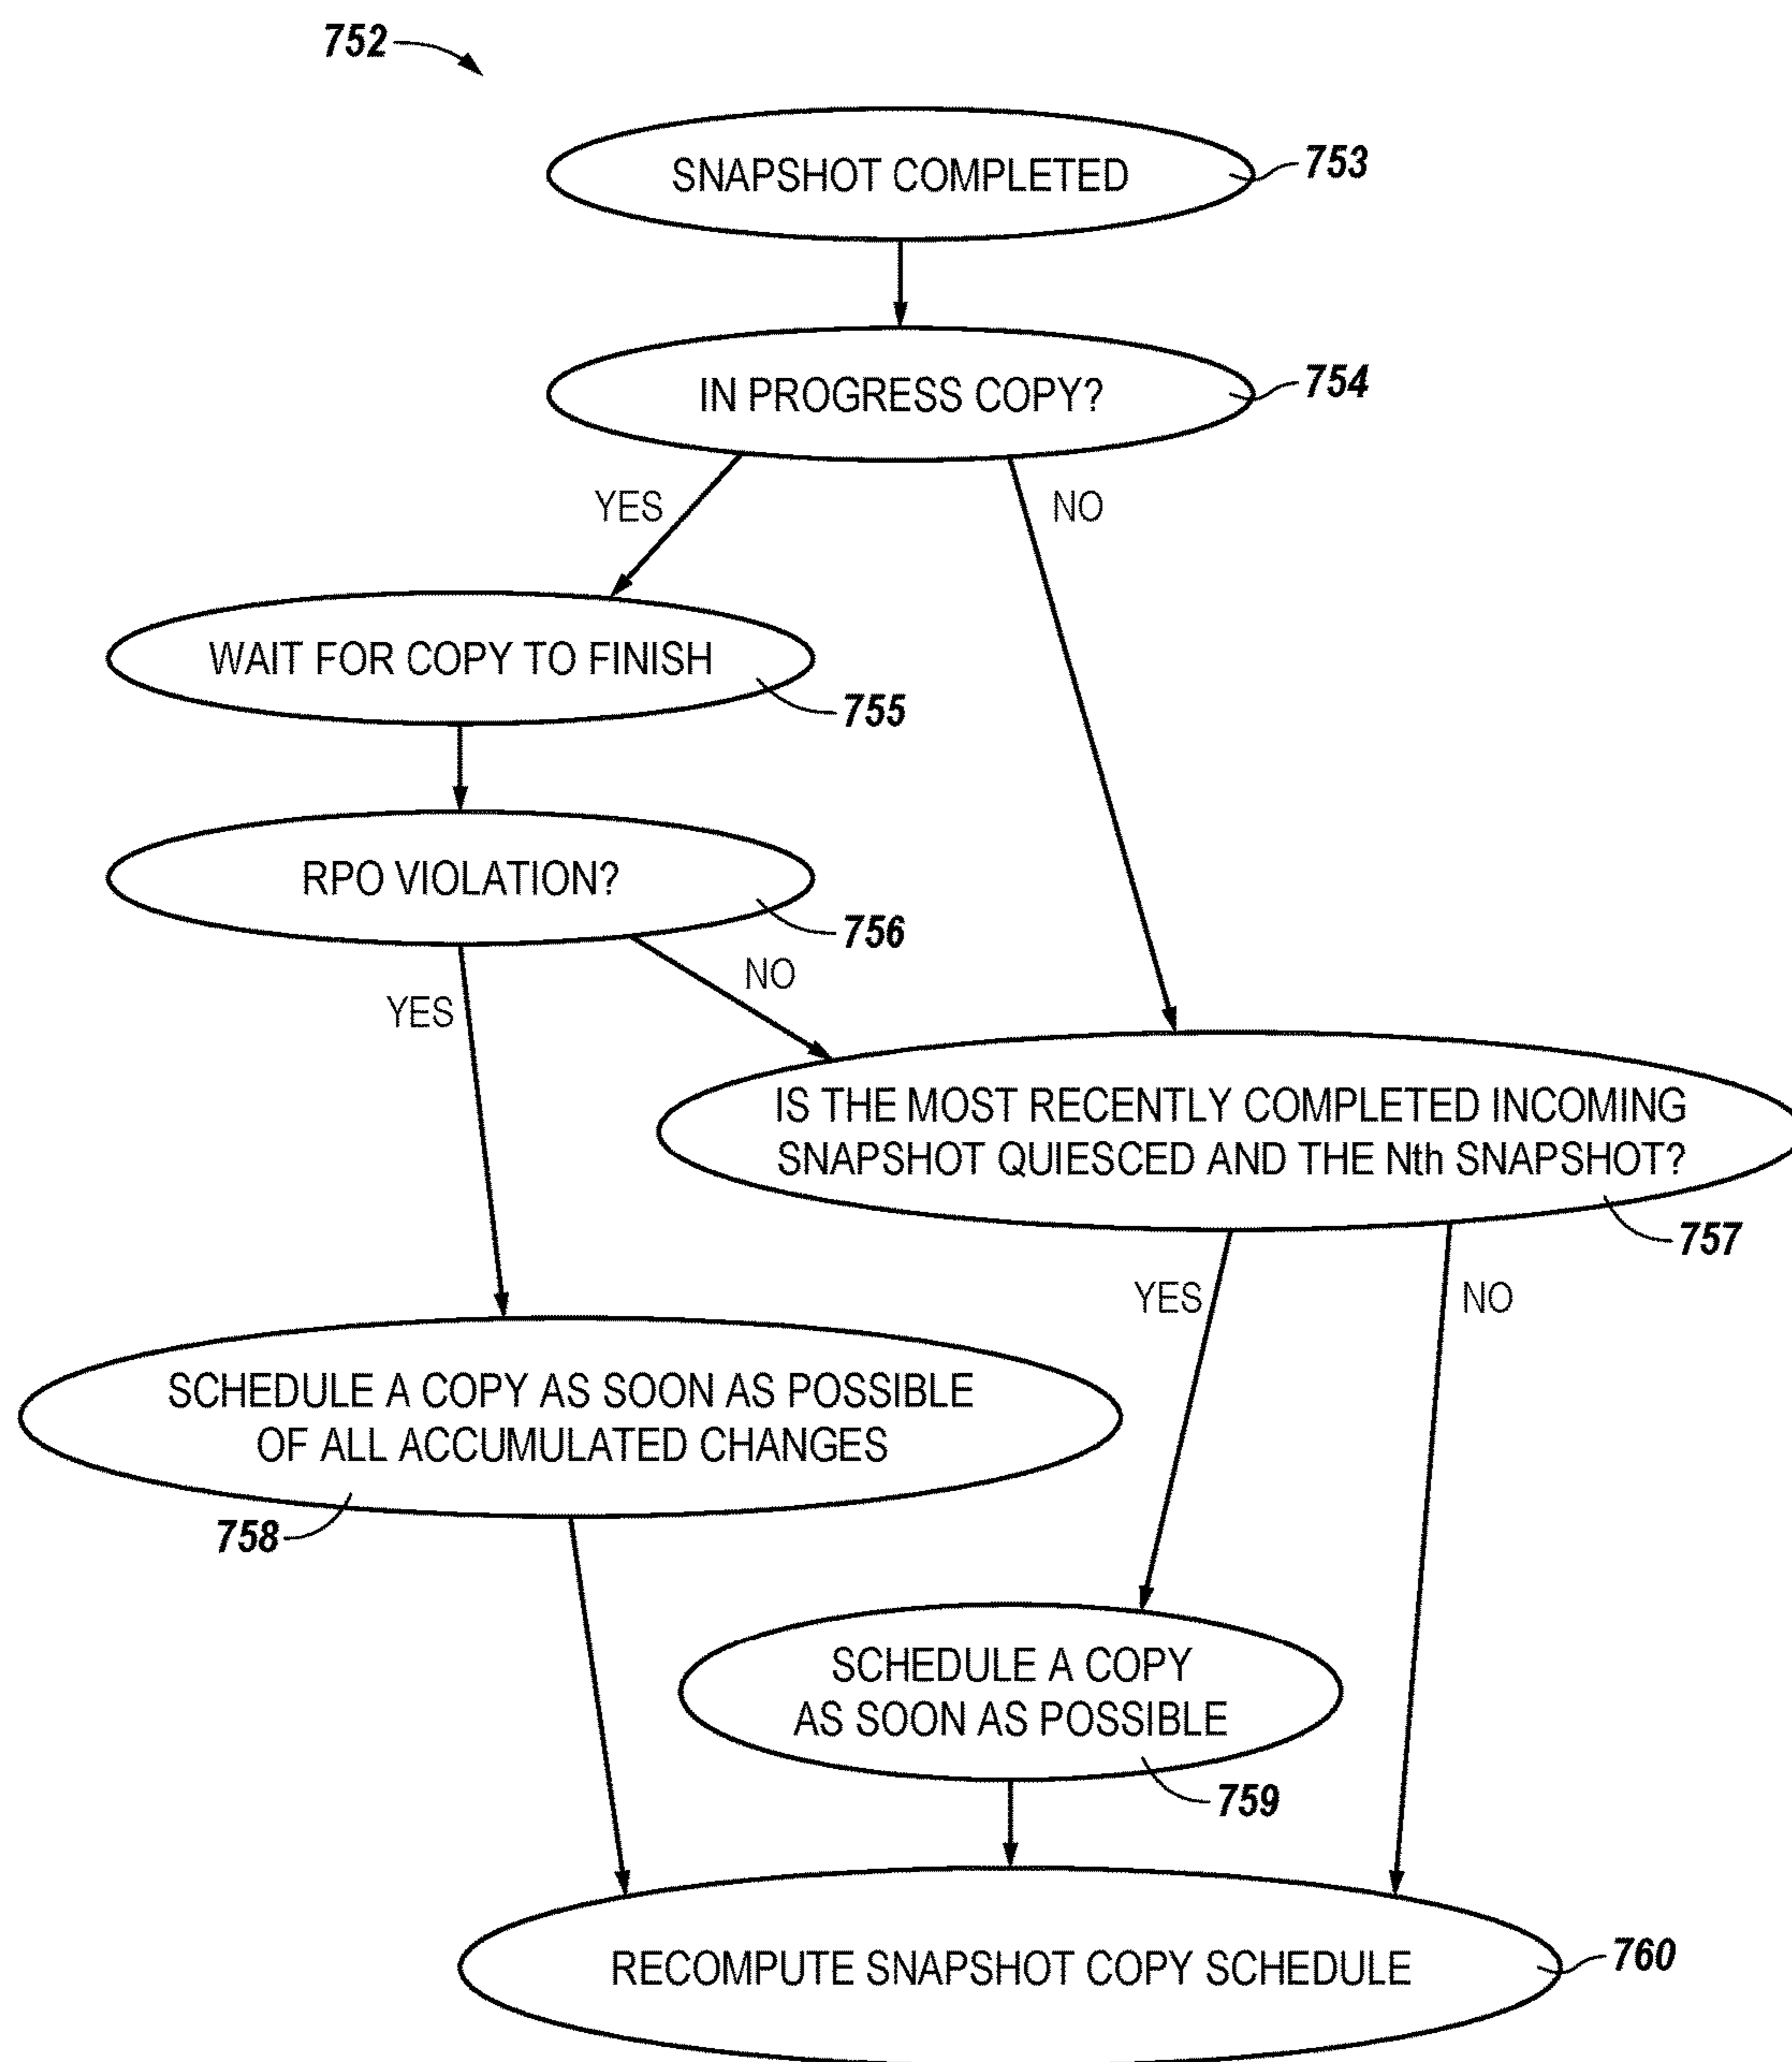 752
SNAPSHOT COMPLETED
753
IN PROGRESS COPY?
754
YES
NO
WAIT FOR COPY TO FINISH
755
RPO VIOLATION?
756
YES
NO
IS THE MOST RECENTLY COMPLETED INCOMING
SNAPSHOT QUIESCED AND THE Nth SNAPSHOT?
757
YES
NO
SCHEDULE A COPY AS SOON AS POSSIBLE
OF ALL ACCUMULATED CHANGES
758
SCHEDULE A COPY
AS SOON AS POSSIBLE
759
RECOMPUTE SNAPSHOT COPY SCHEDULE
760